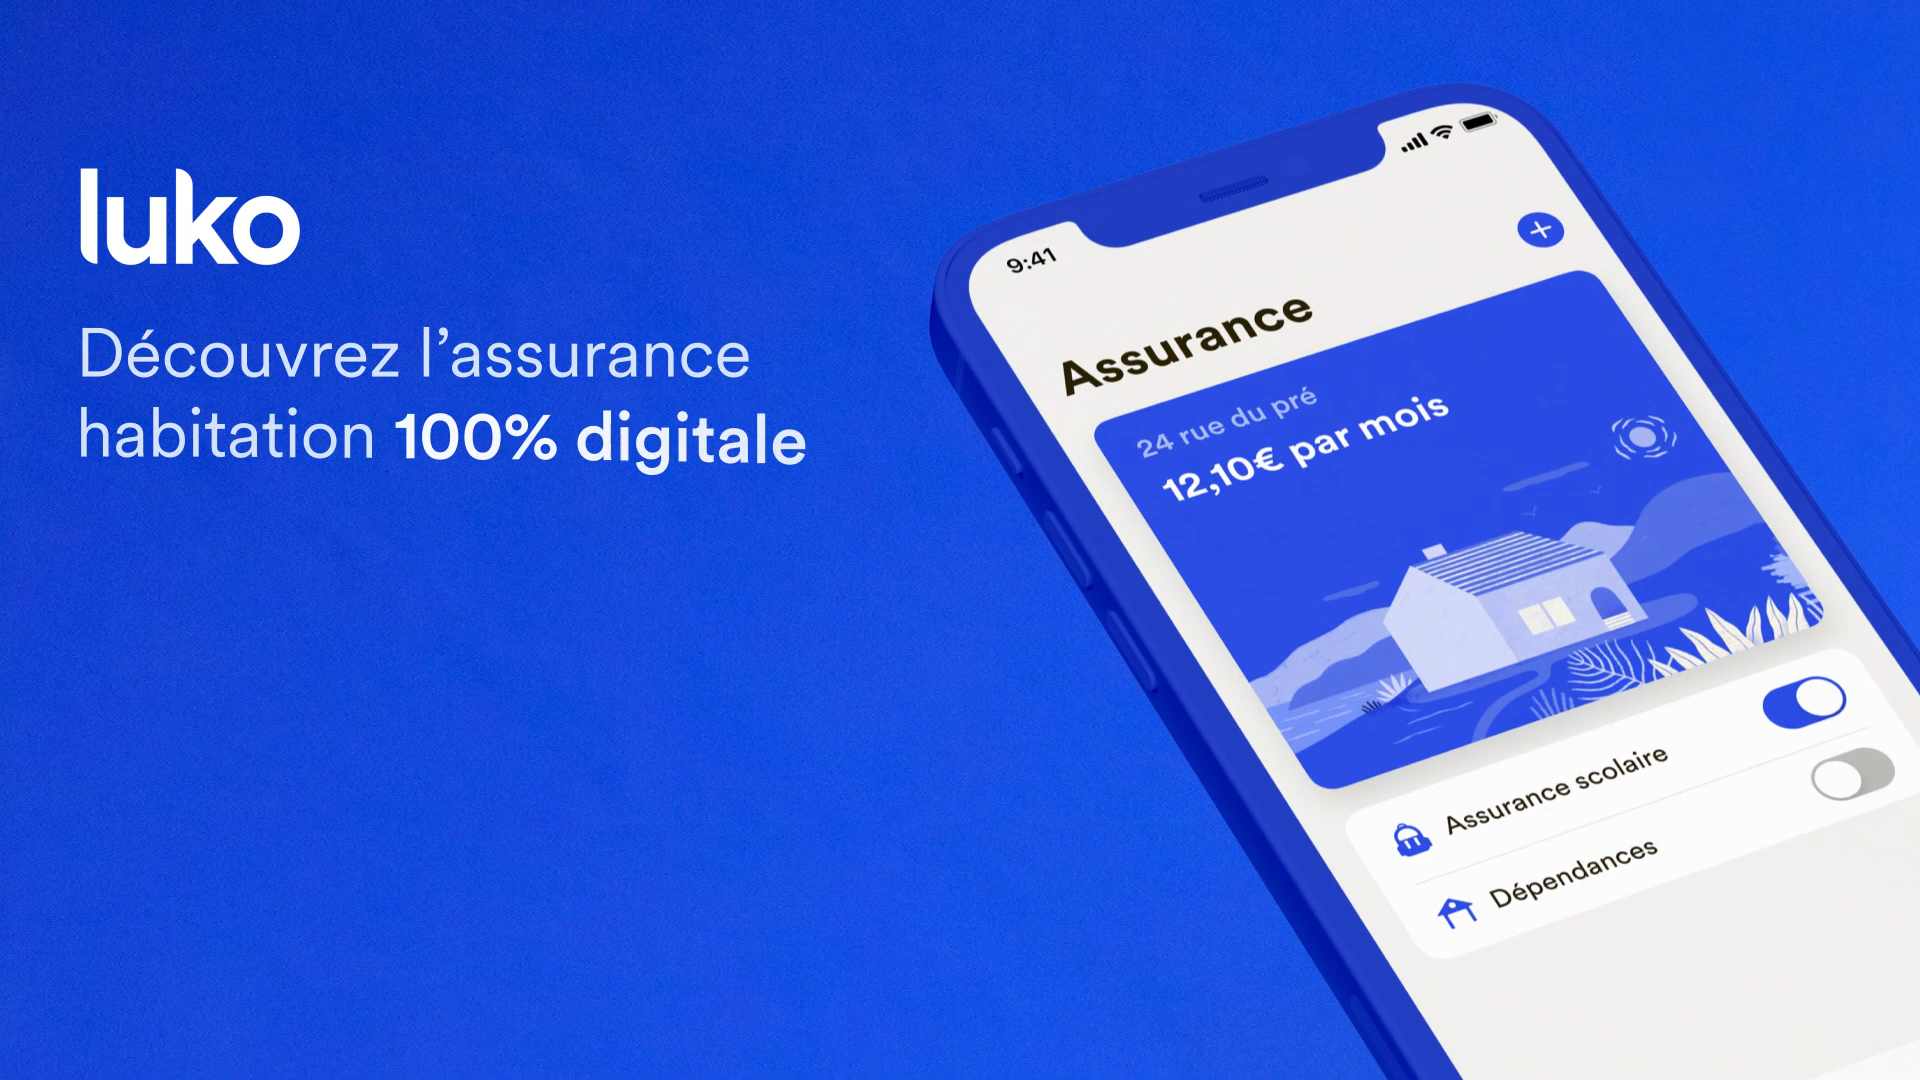 luko
Découvrez l’assurance
habitation 100% digitale
9:41
Assurance
24 rue du pré
12,10€ par mois
Assurance scolaire
Dépendances